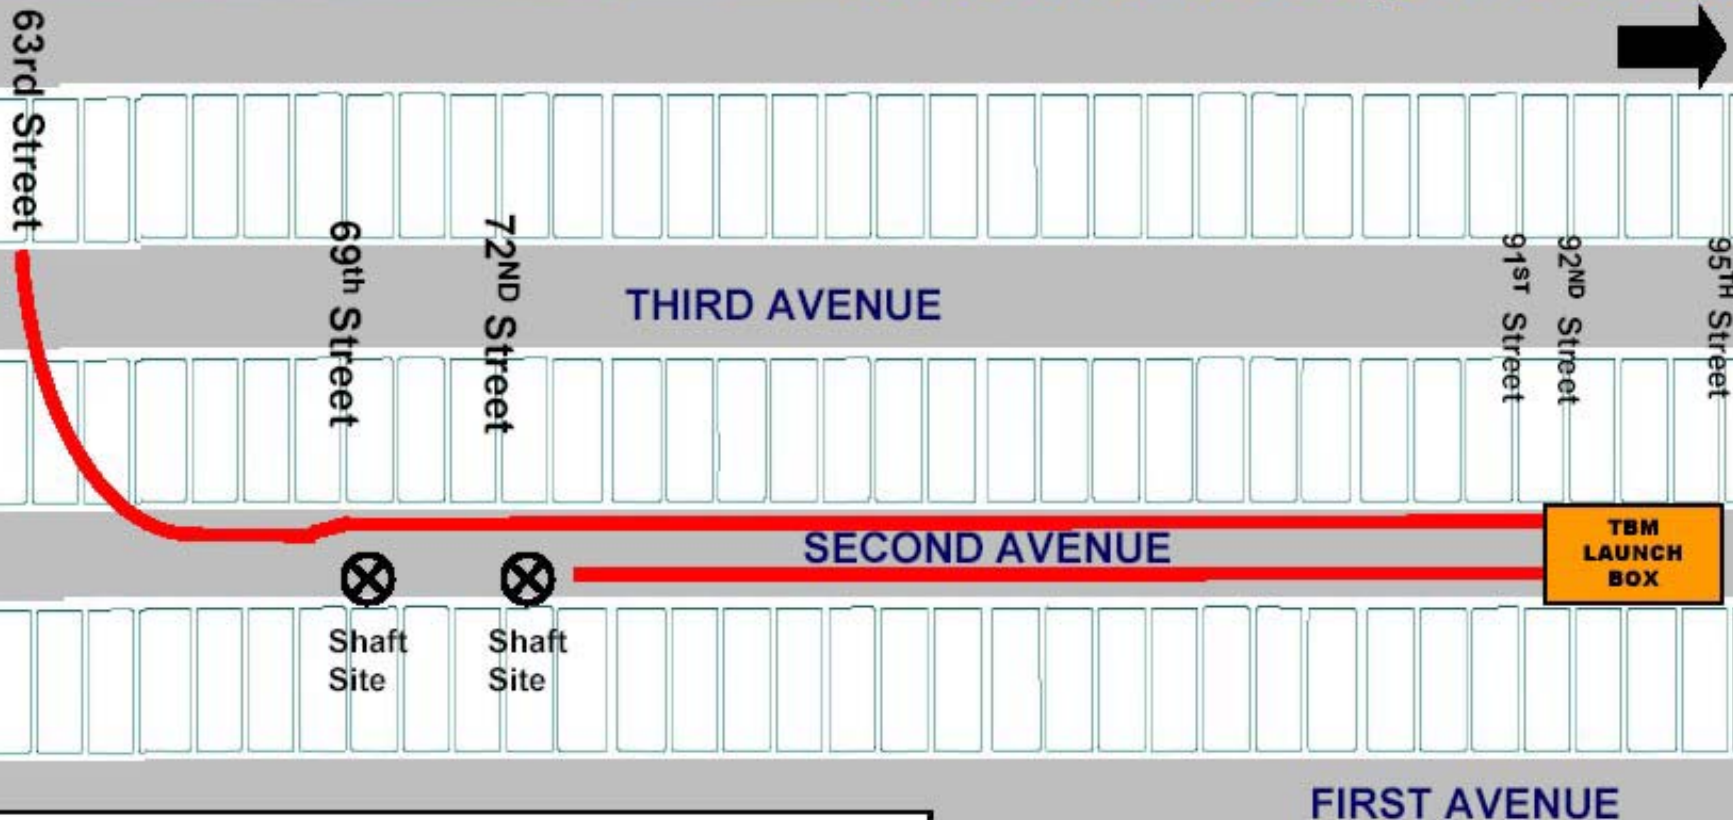 63rd Street
69th Street
72ND Street
THIRD AVENUE
91ST Street
92ND Street
95TH Street
SECOND AVENUE
TBM
LAUNCH
BOX
Shaft
Site
Shaft
Site
FIRST AVENUE